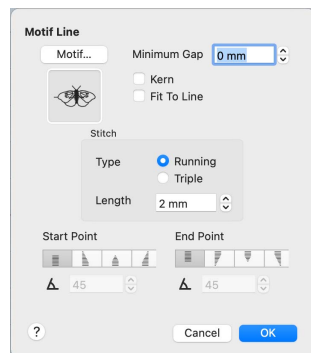 Motif Line
Motif... Minimum Gap 0 mm
Kern
Fit To Line
Stitch
Type Running
Triple
Length 2 mm
Start Point End Point
45 45
? Cancel OK